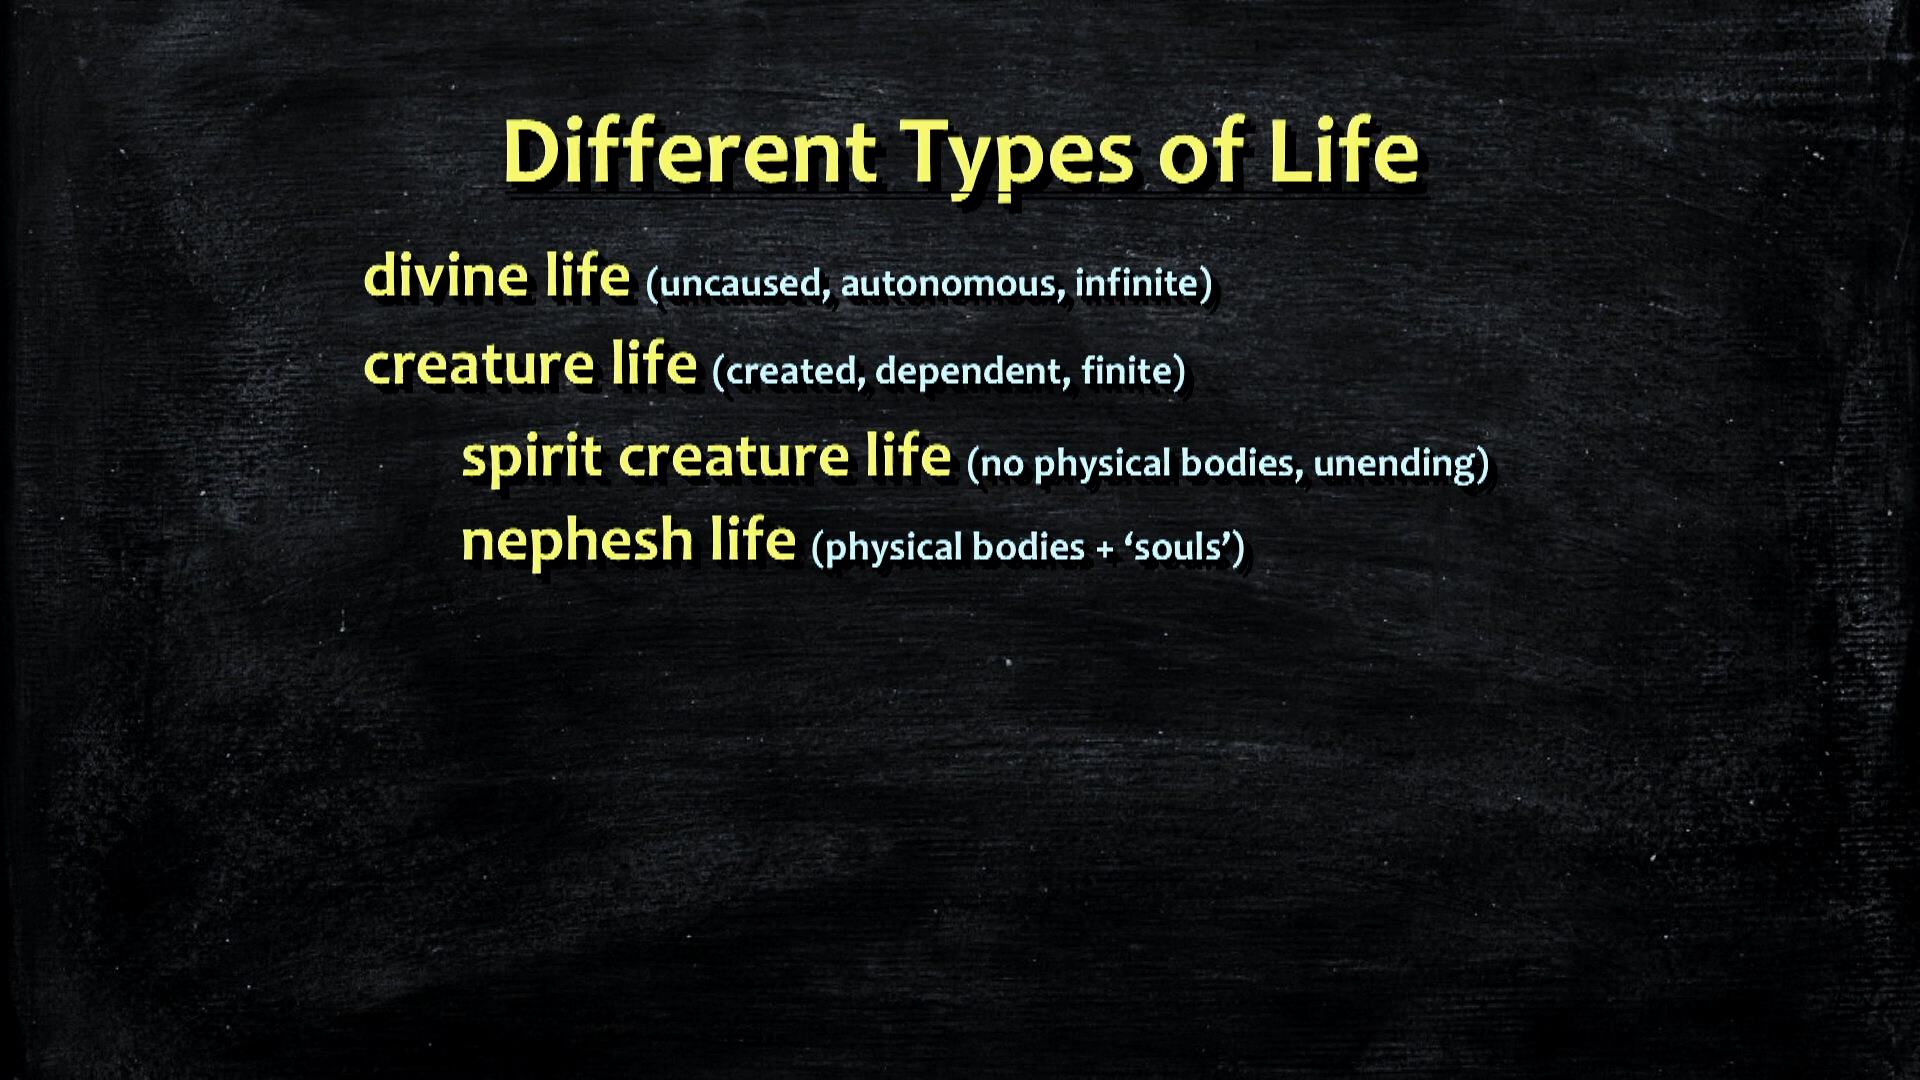 Different Types of Life
divine life (uncaused, autonomous, infinite)
creature life (created, dependent, finite)
spirit creature life (no physical bodies, unending)
nephesh life (physical bodies + ‘souls’)